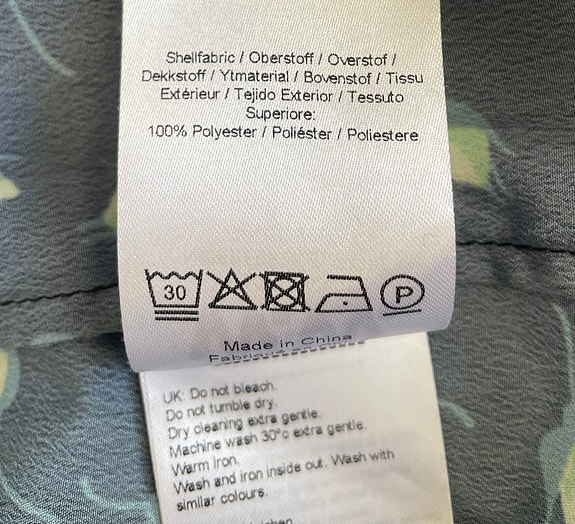 Shellfabric / Oberstoff / Overstof /
Dekkstoff / Ytmaterial / Bovenstof / Tissu
Extérieur / Tejido Exterior / Tessuto
Superiore:
100% Polyester / Poliéster / Poliestere
30 P
Made in China
UK: Do not bleach.
Do not tumble dry.
Dry cleaning extra gentle.
Machine wash 30°c extra gentle.
Warm iron.
Wash and iron inside out. Wash with
similar colours.